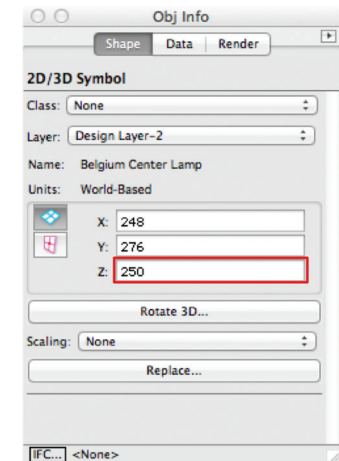 Obj Info
Shape Data Render
2D/3D Symbol
Class: None
Layer: Design Layer-2
Name: Belgium Center Lamp
Units: World-Based
X: 248
Y: 276
Z: 250
Rotate 3D...
Scaling: None
Replace...
IFC... <None>